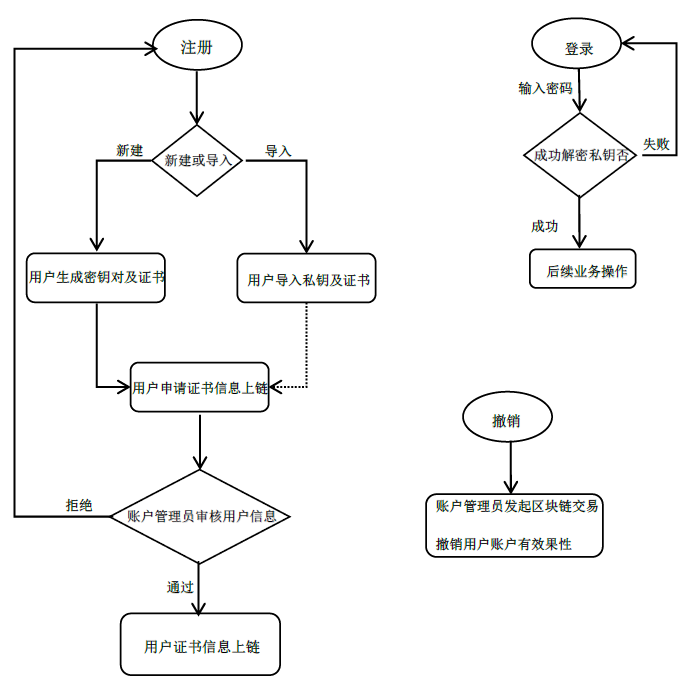 注册
新建
新建或导入
导入
用户生成密钥对及证书
用户导入私钥及证书
用户申请证书信息上链
拒绝
账户管理员审核用户信息
通过
用户证书信息上链
登录
输入密码
成功解密私钥否
失败
成功
后续业务操作
撤销
账户管理员发起区块链交易
撤销用户账户有效果性